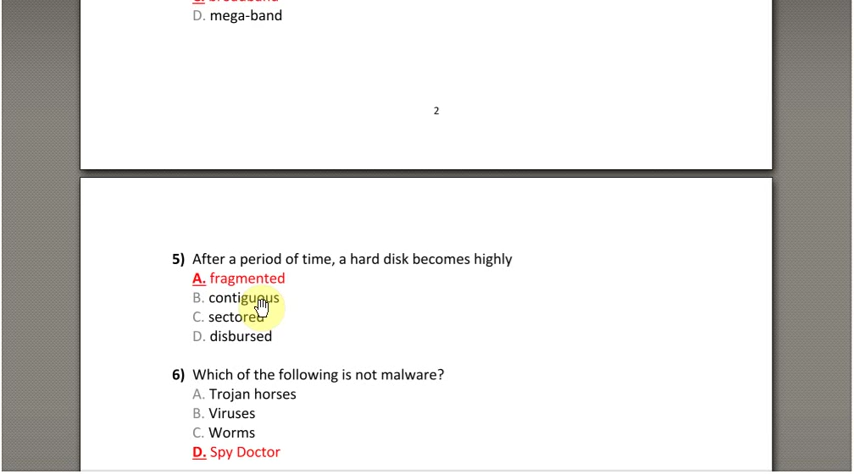 D. mega-band
2
5) After a period of time, a hard disk becomes highly
A. fragmented
B. contiguous
C. sectored
D. disbursed
6) Which of the following is not malware?
A. Trojan horses
B. Viruses
C. Worms
D. Spy Doctor